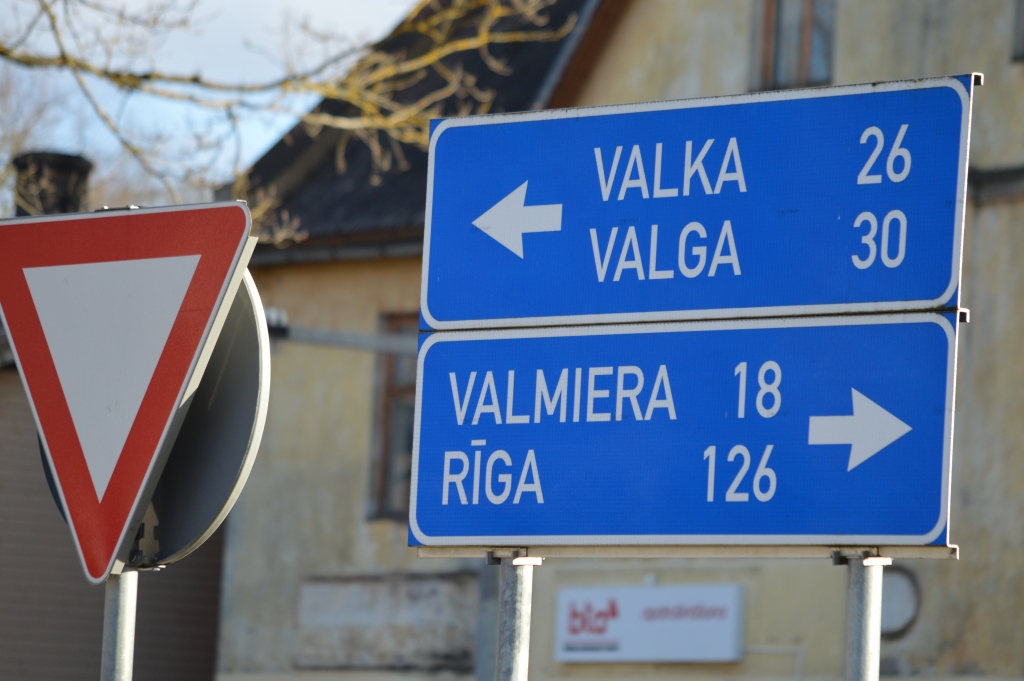 VALKA 26
VALGA 30
VALMIERA 18
RĪGA 126